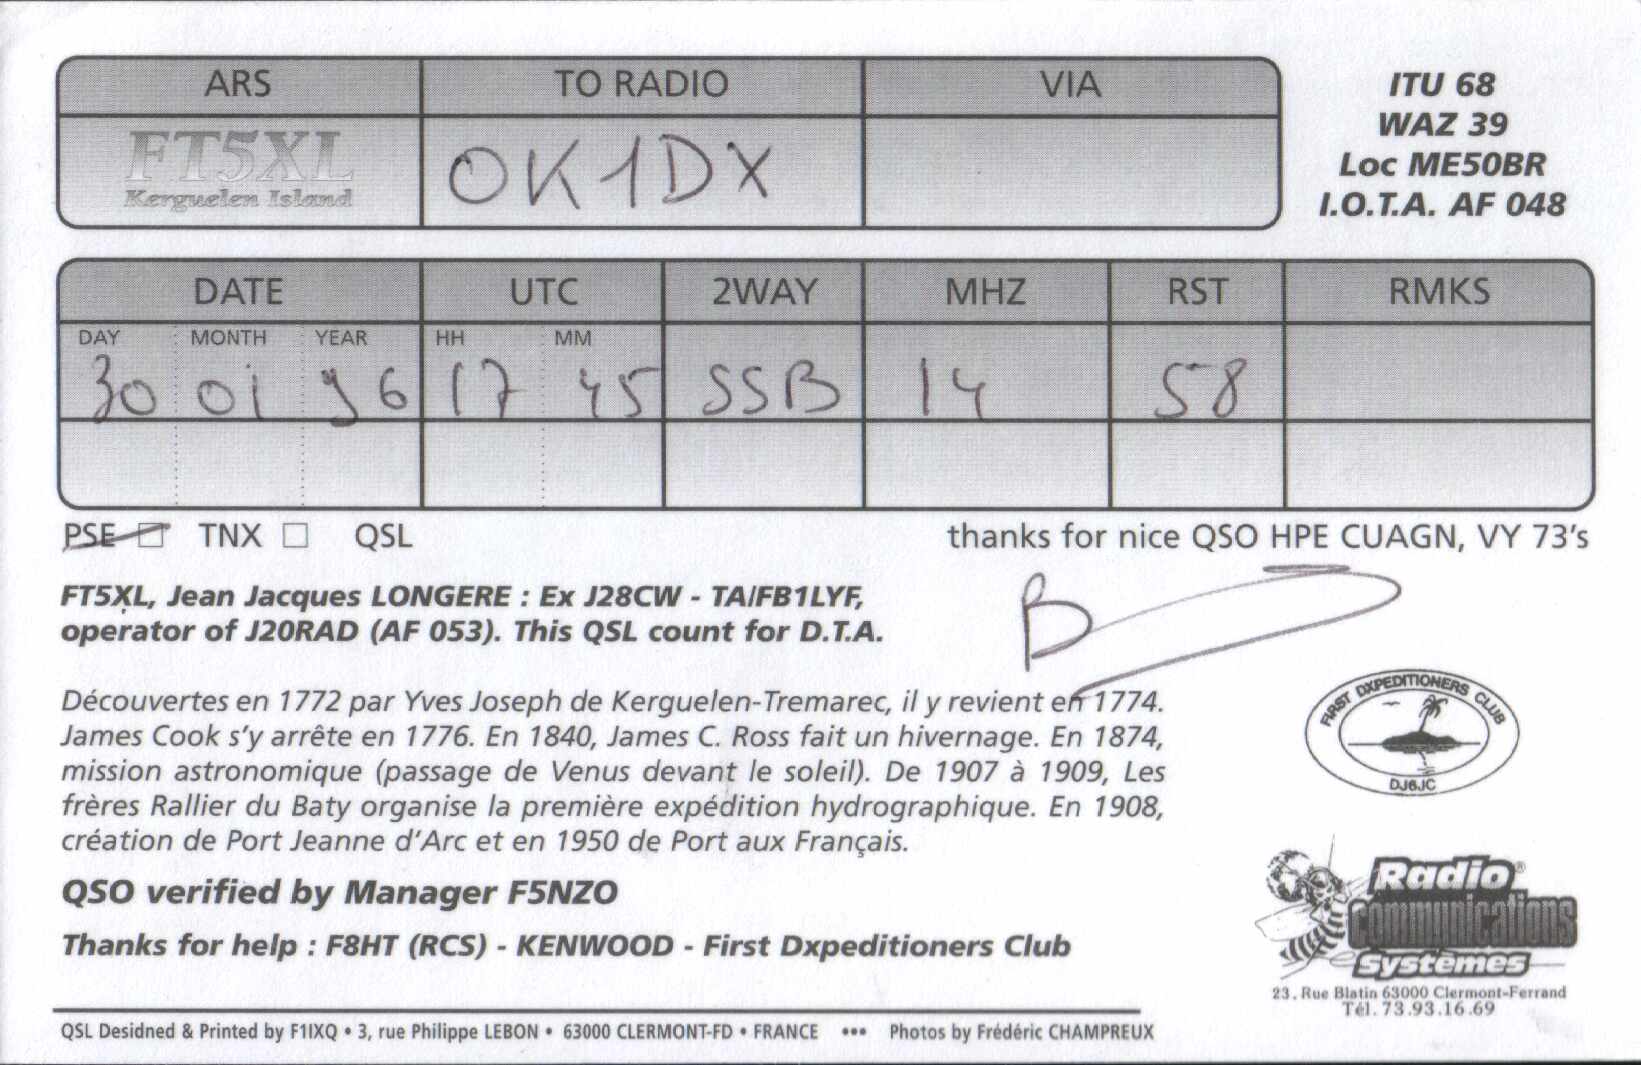 ARS TO RADIO VIA
FT5XL
Kerguelen Island
OK1DX
ITU 68
WAZ 39
Loc ME50BR
I.O.T.A. AF 048
DATE UTC 2WAY MHZ RST RMKS
DAY MONTH YEAR HH MM
30 01 96 17 45 SSB 14 58
PSE TNX QSL
thanks for nice QSO HPE CUAGN, VY 73's
FT5XL, Jean Jacques LONGERE : Ex J28CW - TA/FB1LYF,
operator of J20RAD (AF 053). This QSL count for D.T.A.
Découvertes en 1772 par Yves Joseph de Kerguelen-Tremarec, il y revient en 1774.
James Cook s'y arrête en 1776. En 1840, James C. Ross fait un hivernage. En 1874,
mission astronomique (passage de Venus devant le soleil). De 1907 à 1909, Les
frères Rallier du Baty organise la première expédition hydrographique. En 1908,
création de Port Jeanne d'Arc et en 1950 de Port aux Français.
FIRST DXPEDITIONERS CLUB
DJ6JC
QSO verified by Manager F5NZO
Thanks for help : F8HT (RCS) - KENWOOD - First Dxpeditioners Club
Radio®
Communications
Systèmes
23, Rue Blatin 63000 Clermont-Ferrand
Tél. 73.93.16.69
QSL Desidned & Printed by F1IXQ • 3, rue Philippe LEBON • 63000 CLERMONT-FD • FRANCE ••• Photos by Frédéric CHAMPREUX